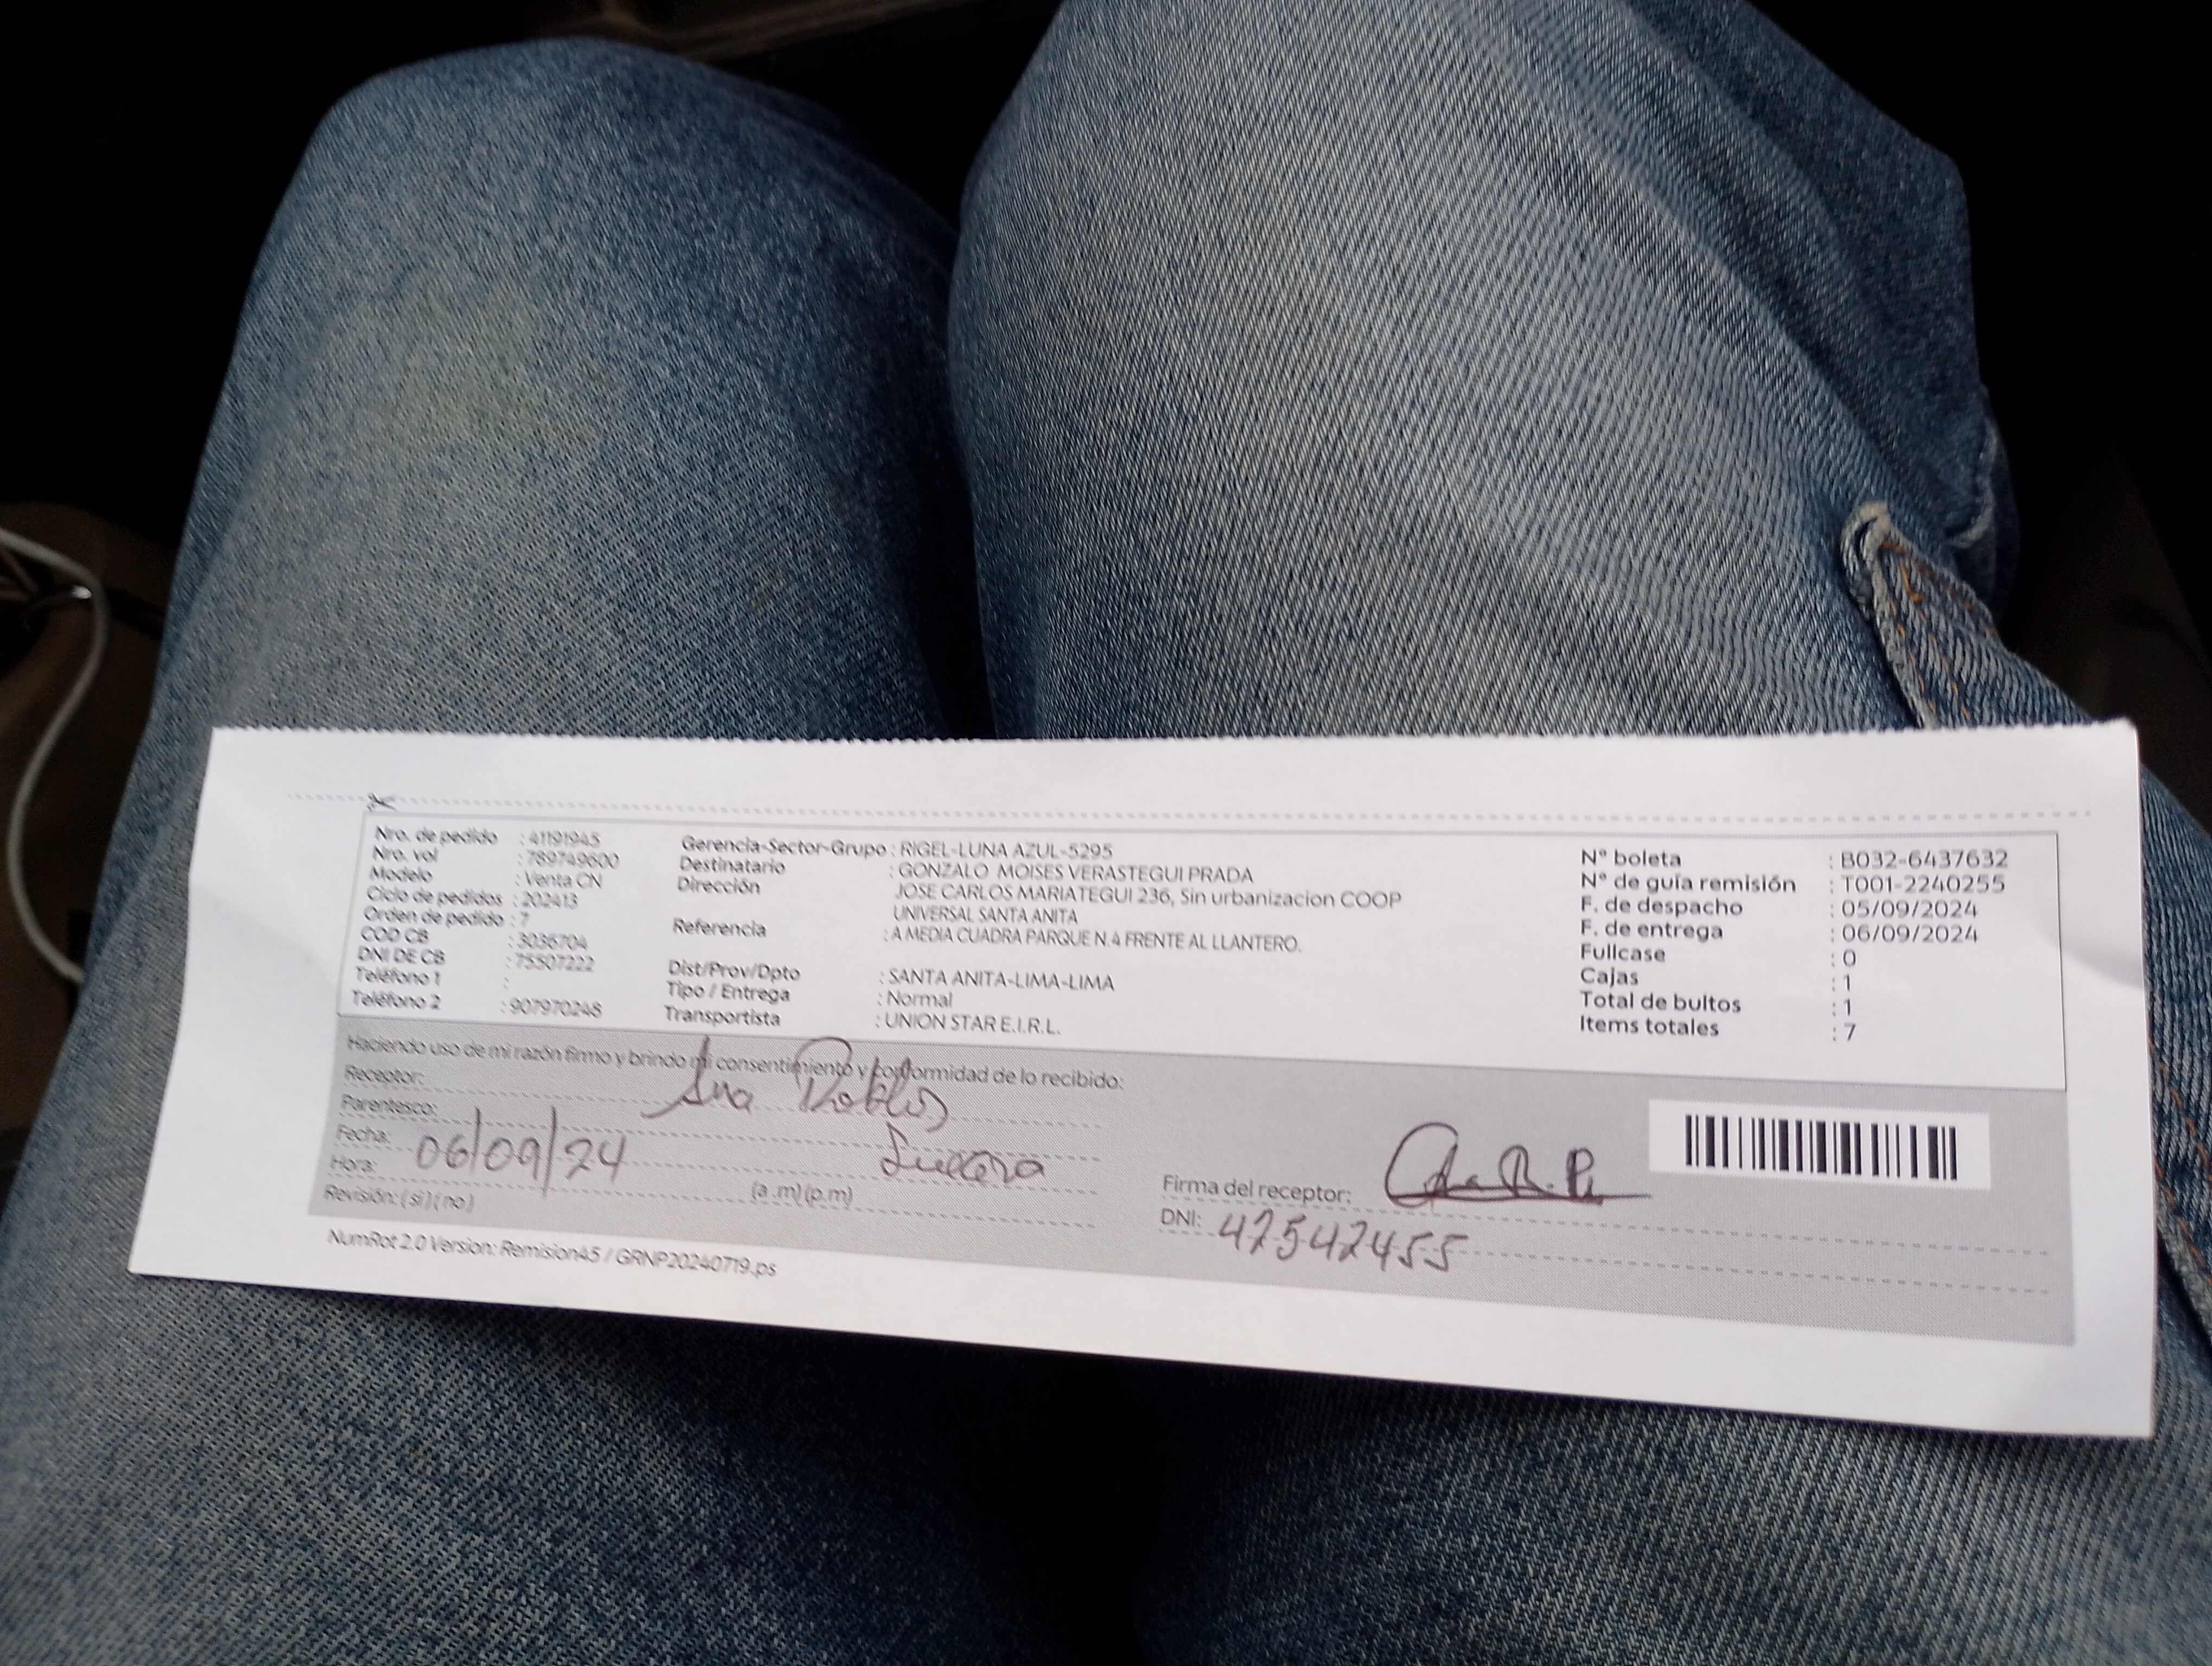 Nro. de pedido : 41191945
Nro. vol : 789749600
Modelo : Venta CN
Ciclo de pedidos : 202413
Orden de pedido : 7
COD CB : 3036704
DNI DE CB : 75507222
Teléfono 1 :
Teléfono 2 : 907970248
Gerencia-Sector-Grupo : RIGEL-LUNA AZUL-5295
Destinatario : GONZALO MOISES VERASTEGUI PRADA
Dirección JOSE CARLOS MARIATEGUI 236, Sin urbanizacion COOP
UNIVERSAL SANTA ANITA
Referencia : A MEDIA CUADRA PARQUE N.4 FRENTE AL LLANTERO.
Dist/Prov/Dpto : SANTA ANITA-LIMA-LIMA
Tipo / Entrega : Normal
Transportista : UNION STAR E.I.R.L.
N° boleta : B032-6437632
N° de guía remisión : T001-2240255
F. de despacho : 05/09/2024
F. de entrega : 06/09/2024
Fullcase : 0
Cajas : 1
Total de bultos : 1
Items totales : 7
Haciendo uso de mi razón firmo y brindo mi consentimiento y conformidad de lo recibido:
Receptor: Ana Robles
Parentesco: Suegra
Fecha: 06/09/24
Hora: (a.m) (p.m)
Revisión: (si) (no)
Firma del receptor:
DNI: 42542455
NumRot 2.0 Version: Remision45 / GRNP20240719.ps